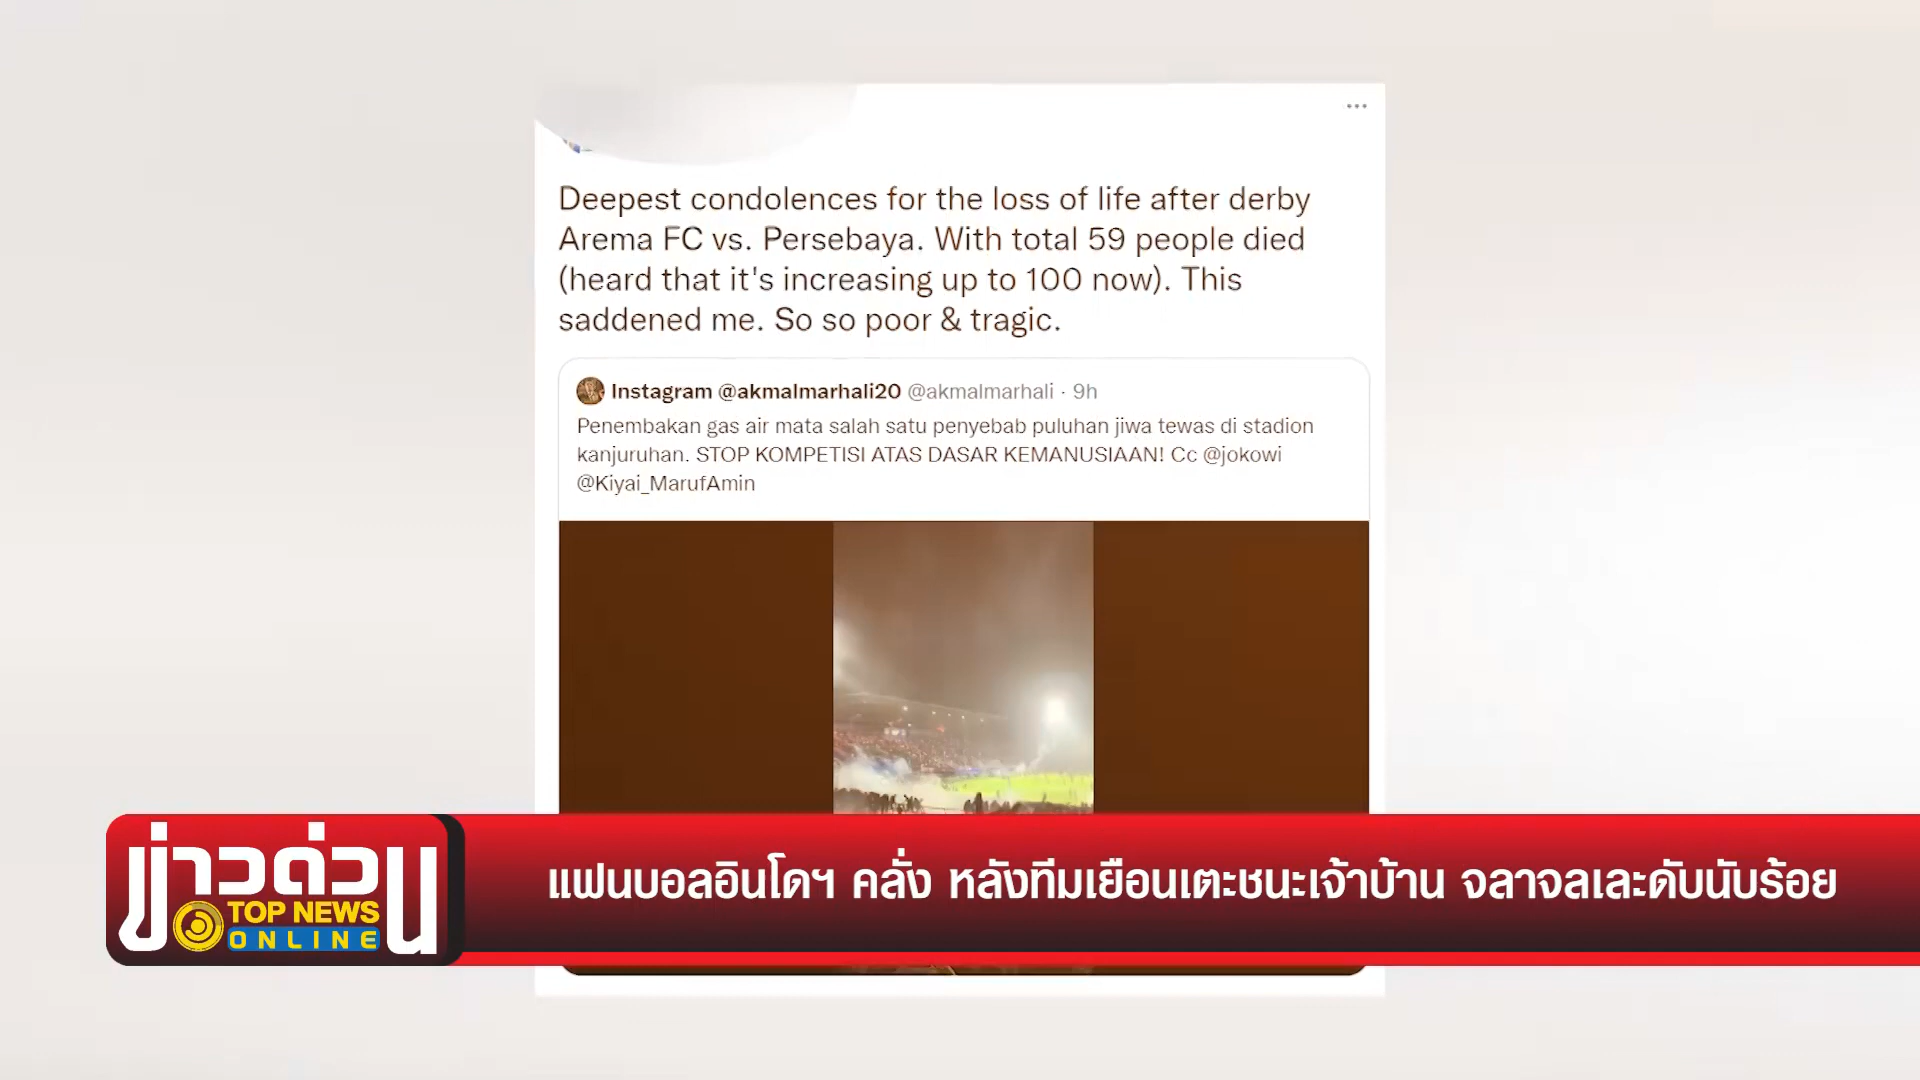 Deepest condolences for the loss of life after derby
Arema FC vs. Persebaya. With total 59 people died
(heard that it's increasing up to 100 now). This
saddened me. So so poor & tragic.
Instagram @akmalmarhali20 @akmalmarhali · 9h
Penembakan gas air mata salah satu penyebab puluhan jiwa tewas di stadion
kanjuruhan. STOP KOMPETISI ATAS DASAR KEMANUSIAAN! Cc @jokowi
@Kiyai_MarufAmin
ข่าวด่วน
TOP NEWS
ONLINE
แฟนบอลอินโดฯ คลั่ง หลังทีมเยือนเตะชนะเจ้าบ้าน จลาจลเละดับนับร้อย